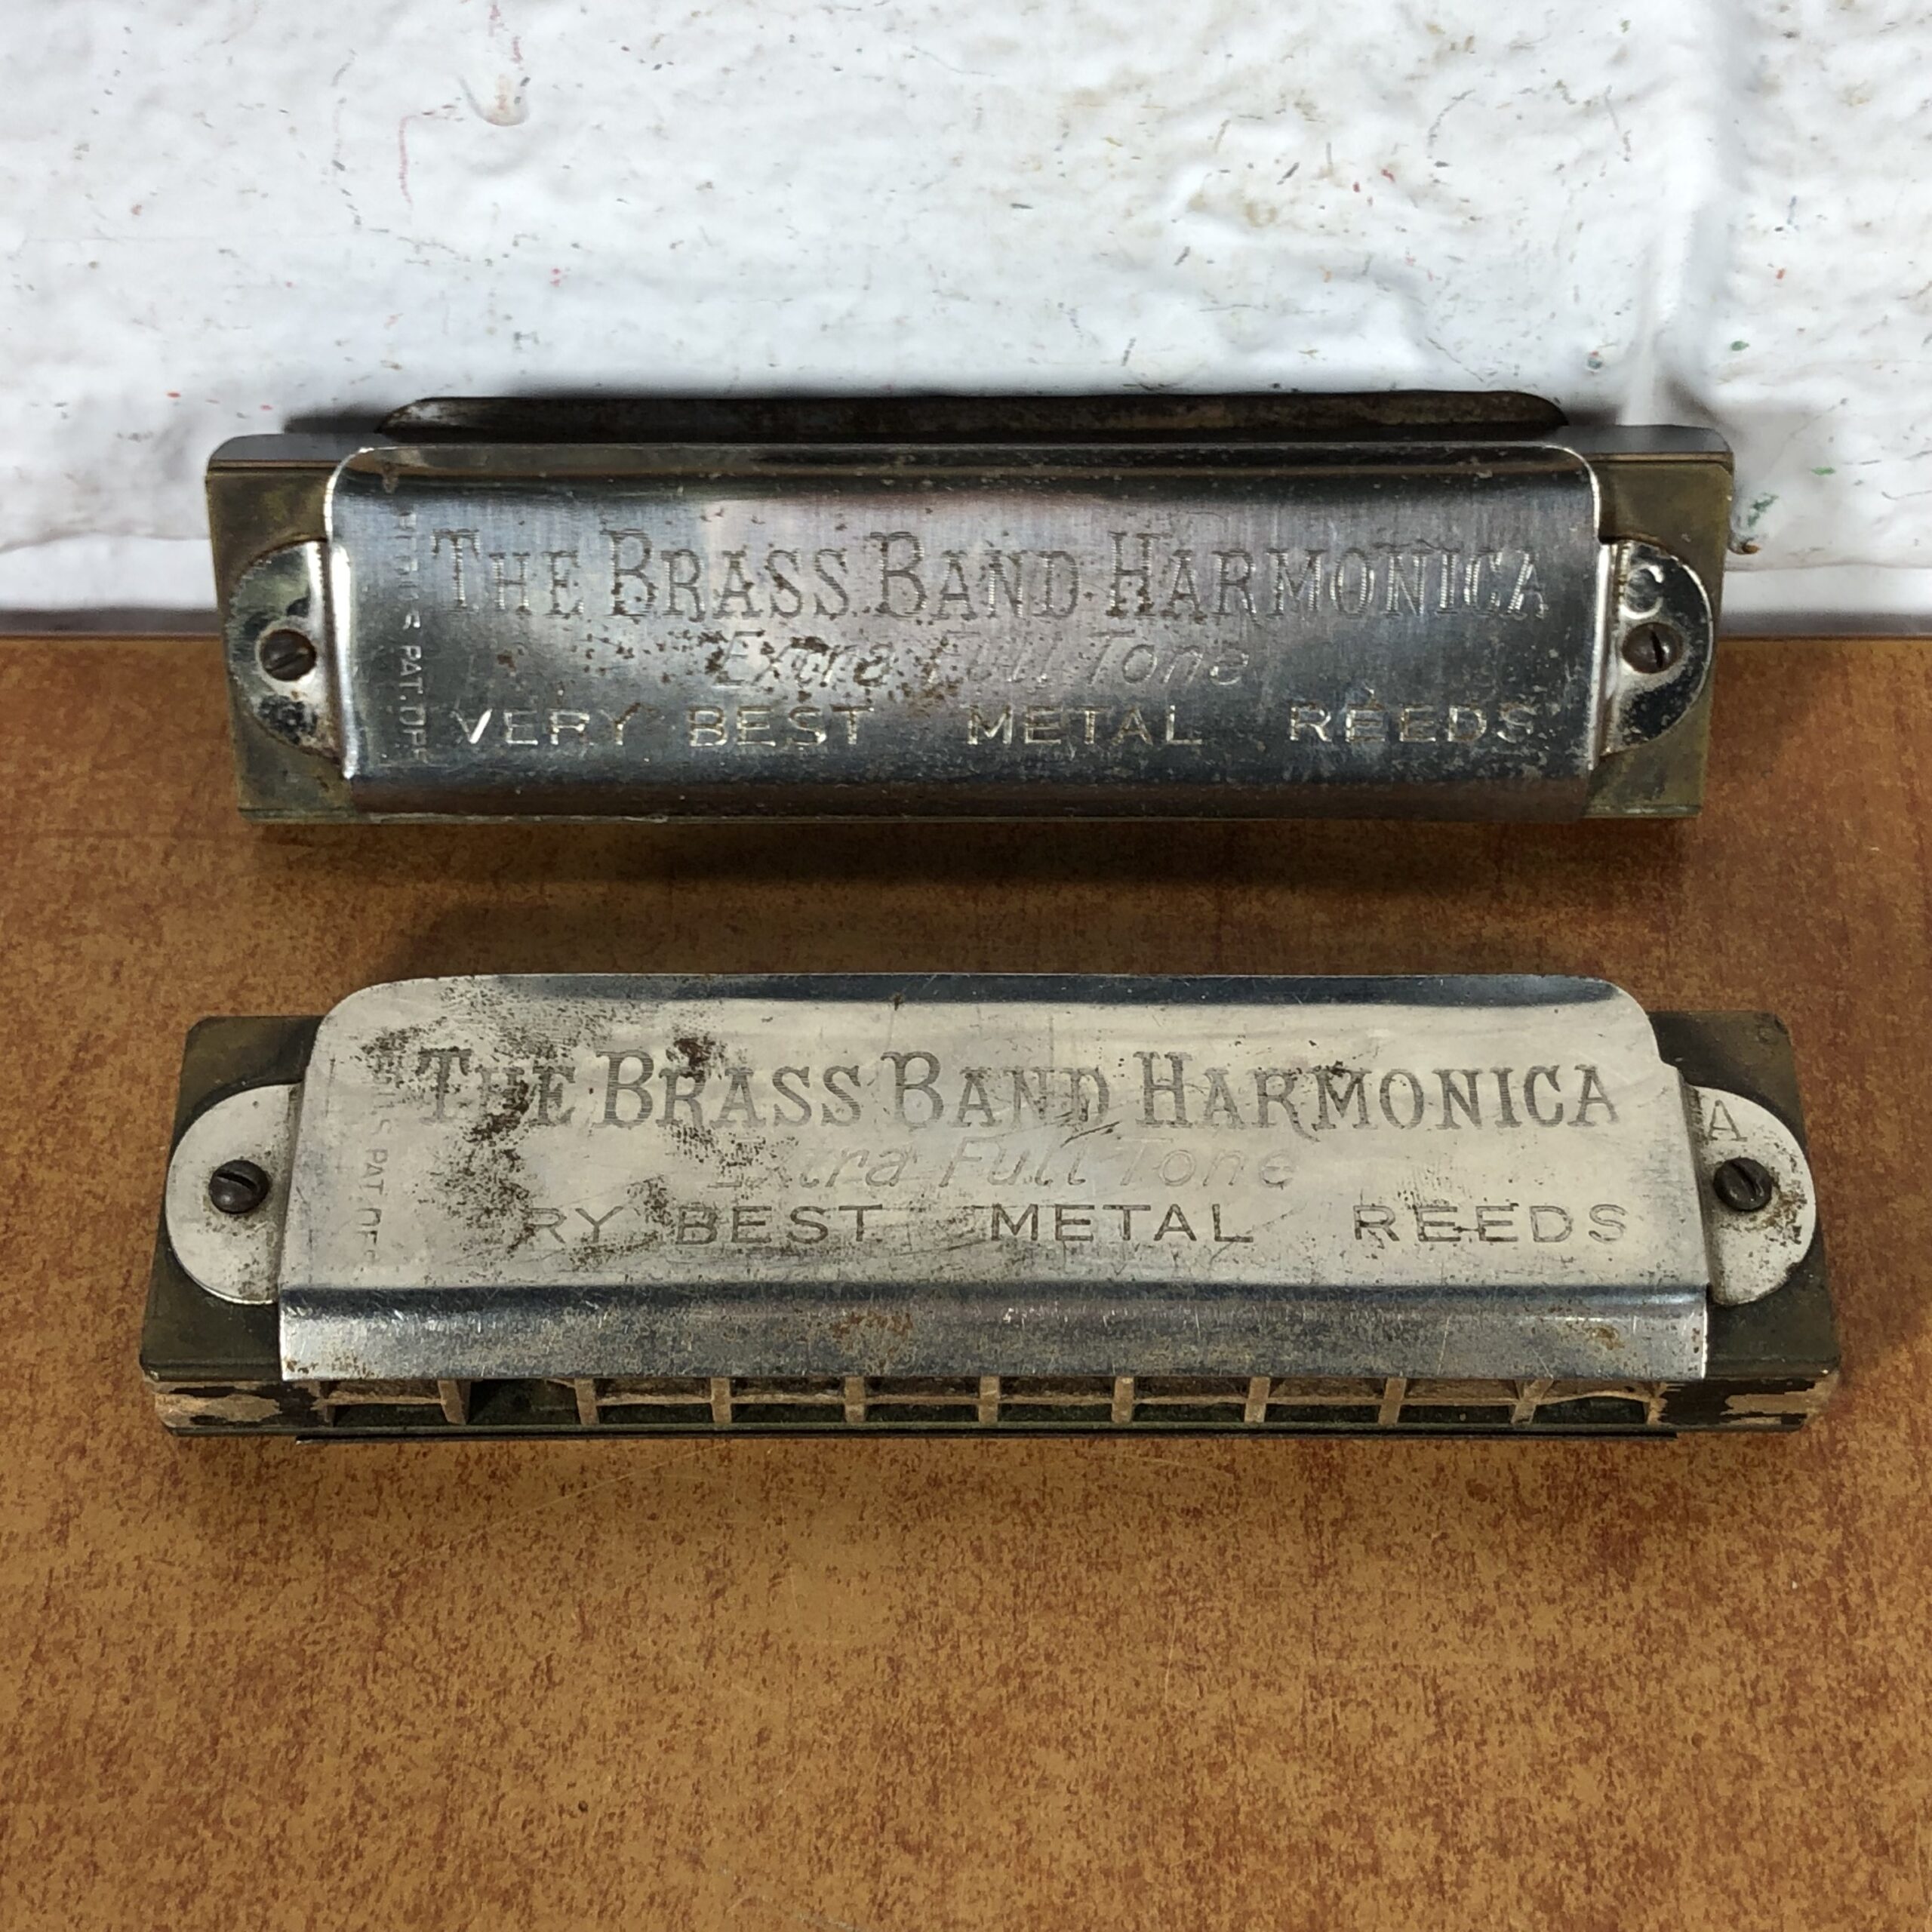 THE BRASS BAND HARMONICA
Extra Full Tone
VERY BEST METAL REEDS
PAT. OFF
C
THE BRASS BAND HARMONICA
Extra Full Tone
BEST METAL REEDS
PAT. OFF
A